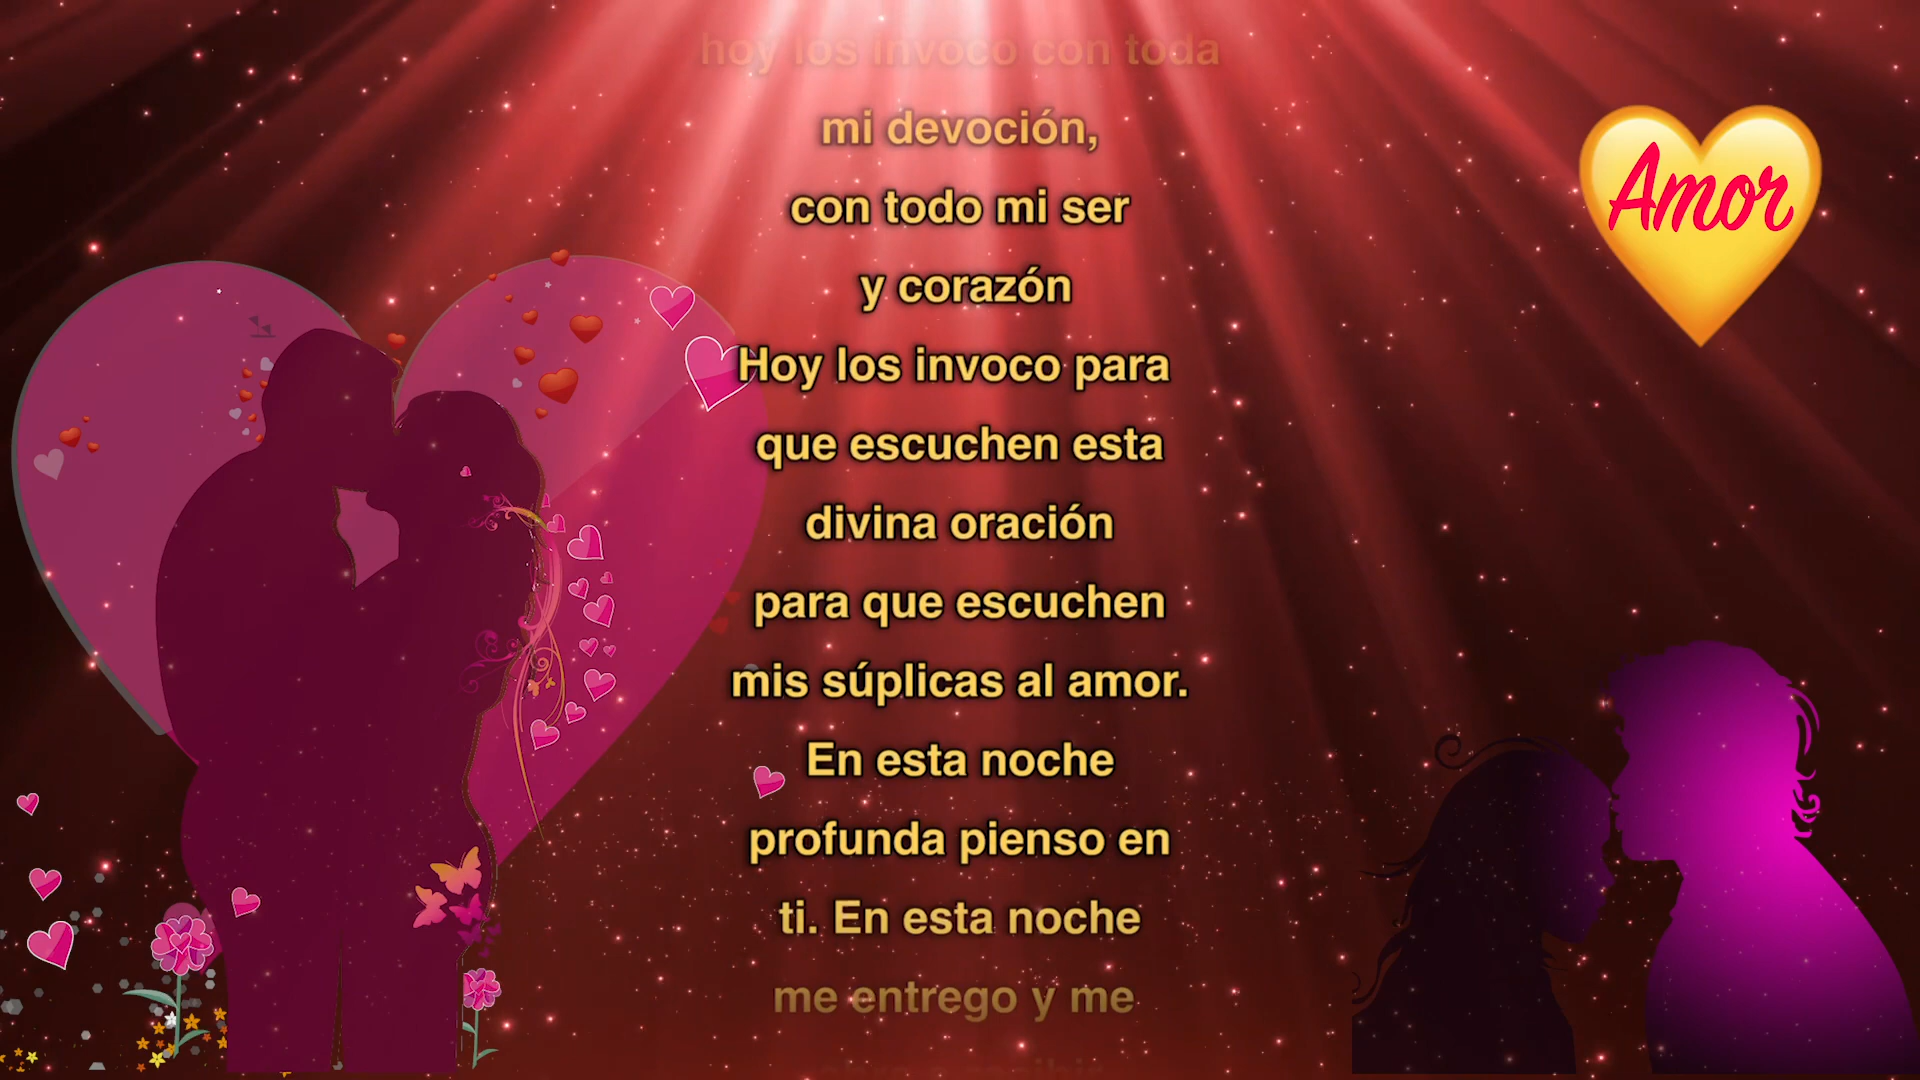 hoy los invoco con toda
mi devoción,
con todo mi ser
y corazón
Hoy los invoco para
que escuchen esta
divina oración
para que escuchen
mis súplicas al amor.
En esta noche
profunda pienso en
ti. En esta noche
me entrego y me
Amor